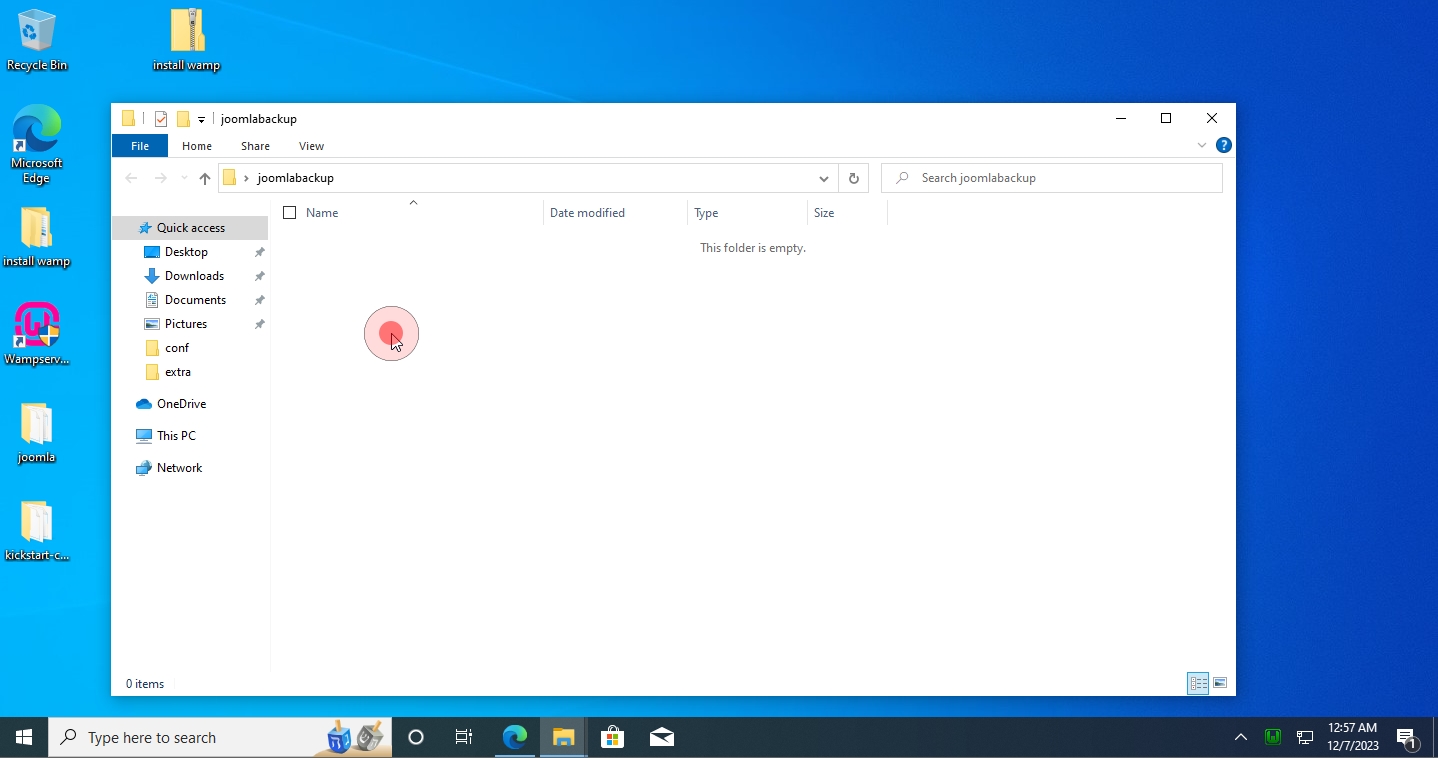 Recycle Bin
install wamp
Microsoft
Edge
install wamp
Wampserv...
joomla
kickstart-c...
joomlabackup
File Home Share View
joomlabackup
Search joomlabackup
Name Date modified Type Size
This folder is empty.
Quick access
Desktop
Downloads
Documents
Pictures
conf
extra
OneDrive
This PC
Network
0 items
Type here to search
12:57 AM
12/7/2023
1